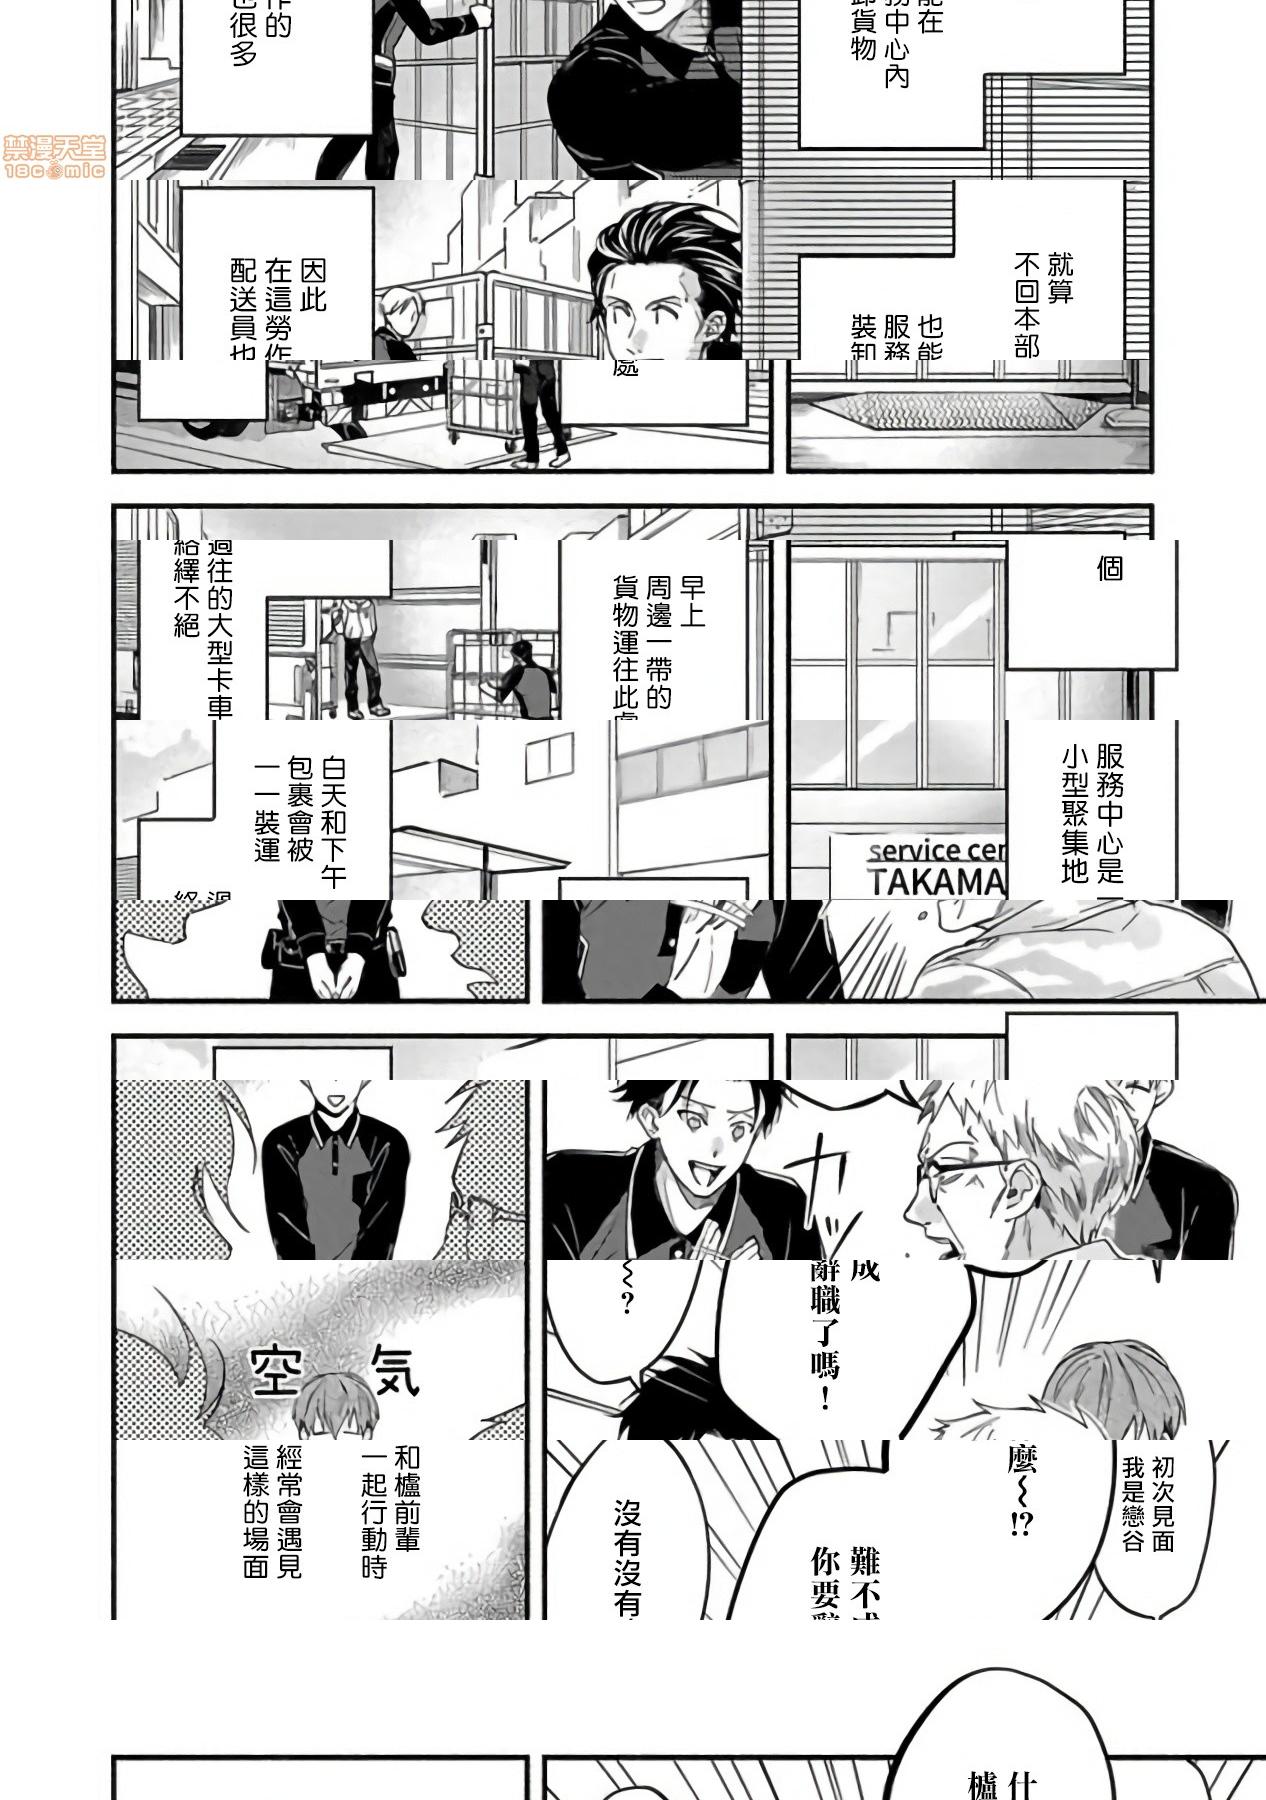 初次見面
我是戀谷
什麼～!?
櫨
難不成
你要辭職了嗎！
沒有沒有～？
ガッ
空気
和櫨前輩
一起行動時
經常會遇見
這樣的場面
服務中心是一個
小型聚集地
service cen
TAKAMA
早上
周邊一帶的
貨物運往此處
白天和下午
包裹會被
一一裝運
過往的大型卡車
絡繹不絕
就算
不回本部
也能在
服務中心內
裝卸貨物
因此
在這勞作的
配送員也很多
禁漫天堂
18comic